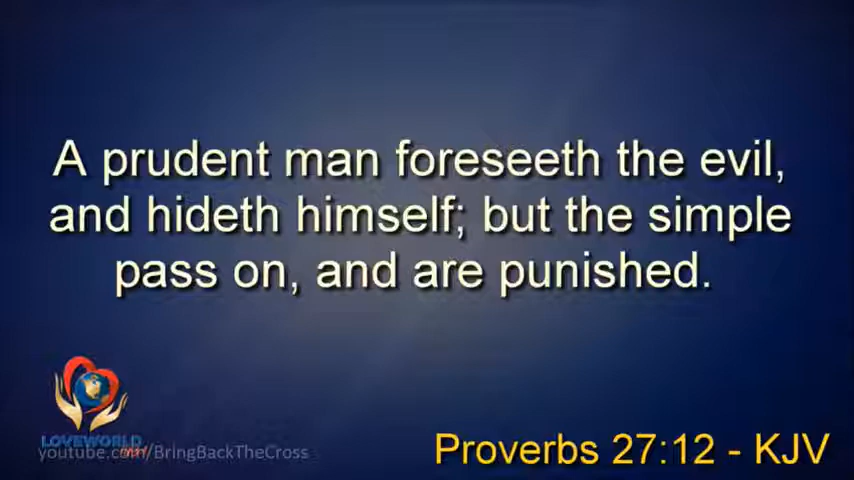 A prudent man foreseeth the evil,
and hideth himself; but the simple
pass on, and are punished.
LOVEWORLD
youtube.com/BringBackTheCross
Proverbs 27:12 - KJV